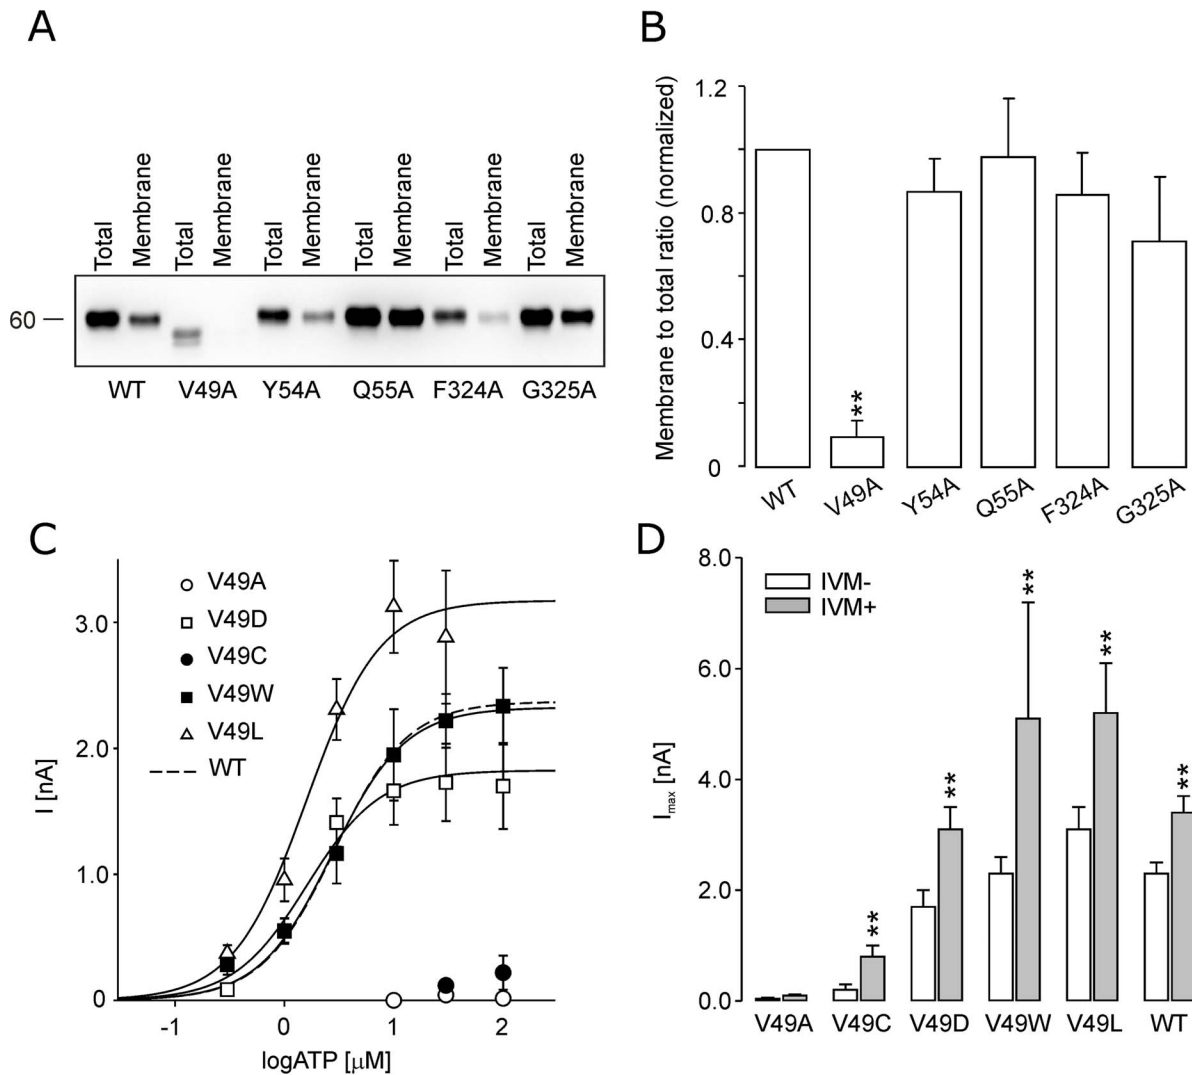 A
Total
Membrane
Total
Membrane
Total
Membrane
Total
Membrane
Total
Membrane
Total
Membrane
60
WT V49A Y54A Q55A F324A G325A
B
Membrane to total ratio (normalized)
1.2
0.8
0.4
0
**
WT V49A Y54A Q55A F324A G325A
C
V49A
V49D
V49C
V49W
V49L
WT
I [nA]
3.0
2.0
1.0
0
-1 0 1 2
logATP [μM]
D
IVM-
IVM+
I max [nA]
8.0
6.0
4.0
2.0
0.0
**
**
**
**
**
V49A V49C V49D V49W V49L WT